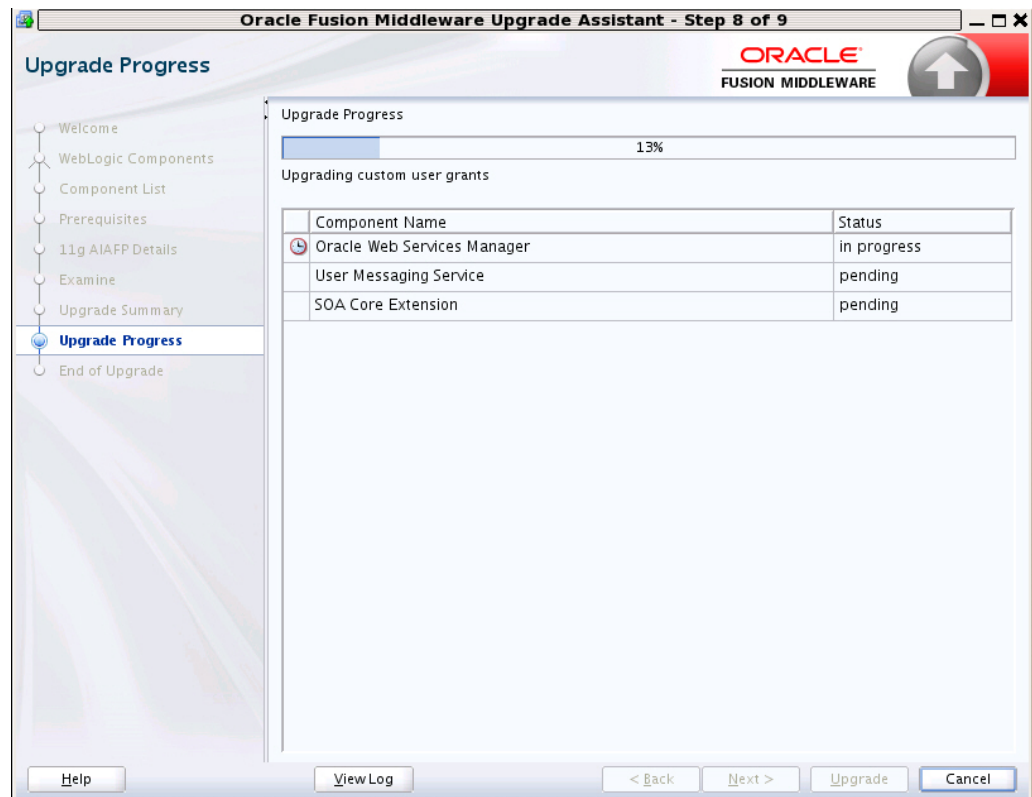 Oracle Fusion Middleware Upgrade Assistant - Step 8 of 9
Upgrade Progress
ORACLE
FUSION MIDDLEWARE
Welcome
WebLogic Components
Component List
Prerequisites
11g AIAFP Details
Examine
Upgrade Summary
Upgrade Progress
End of Upgrade
Upgrade Progress
13%
Upgrading custom user grants
Component Name Status
Oracle Web Services Manager in progress
User Messaging Service pending
SOA Core Extension pending
Help View Log < Back Next > Upgrade Cancel